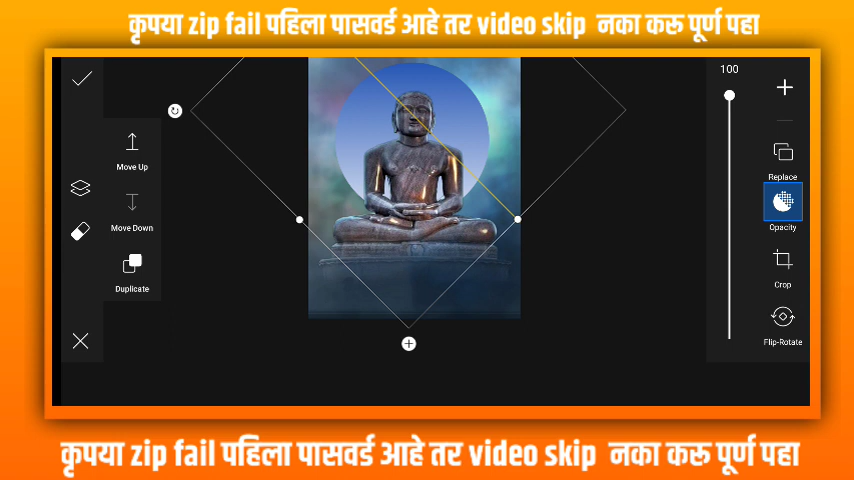 कृपया zip fail पहिला पासवर्ड आहे तर video skip नका करू पूर्ण पहा
100
Move Up
Replace
Move Down
Opacity
Duplicate
Crop
Flip-Rotate
कृपया zip fail पहिला पासवर्ड आहे तर video skip नका करू पूर्ण पहा